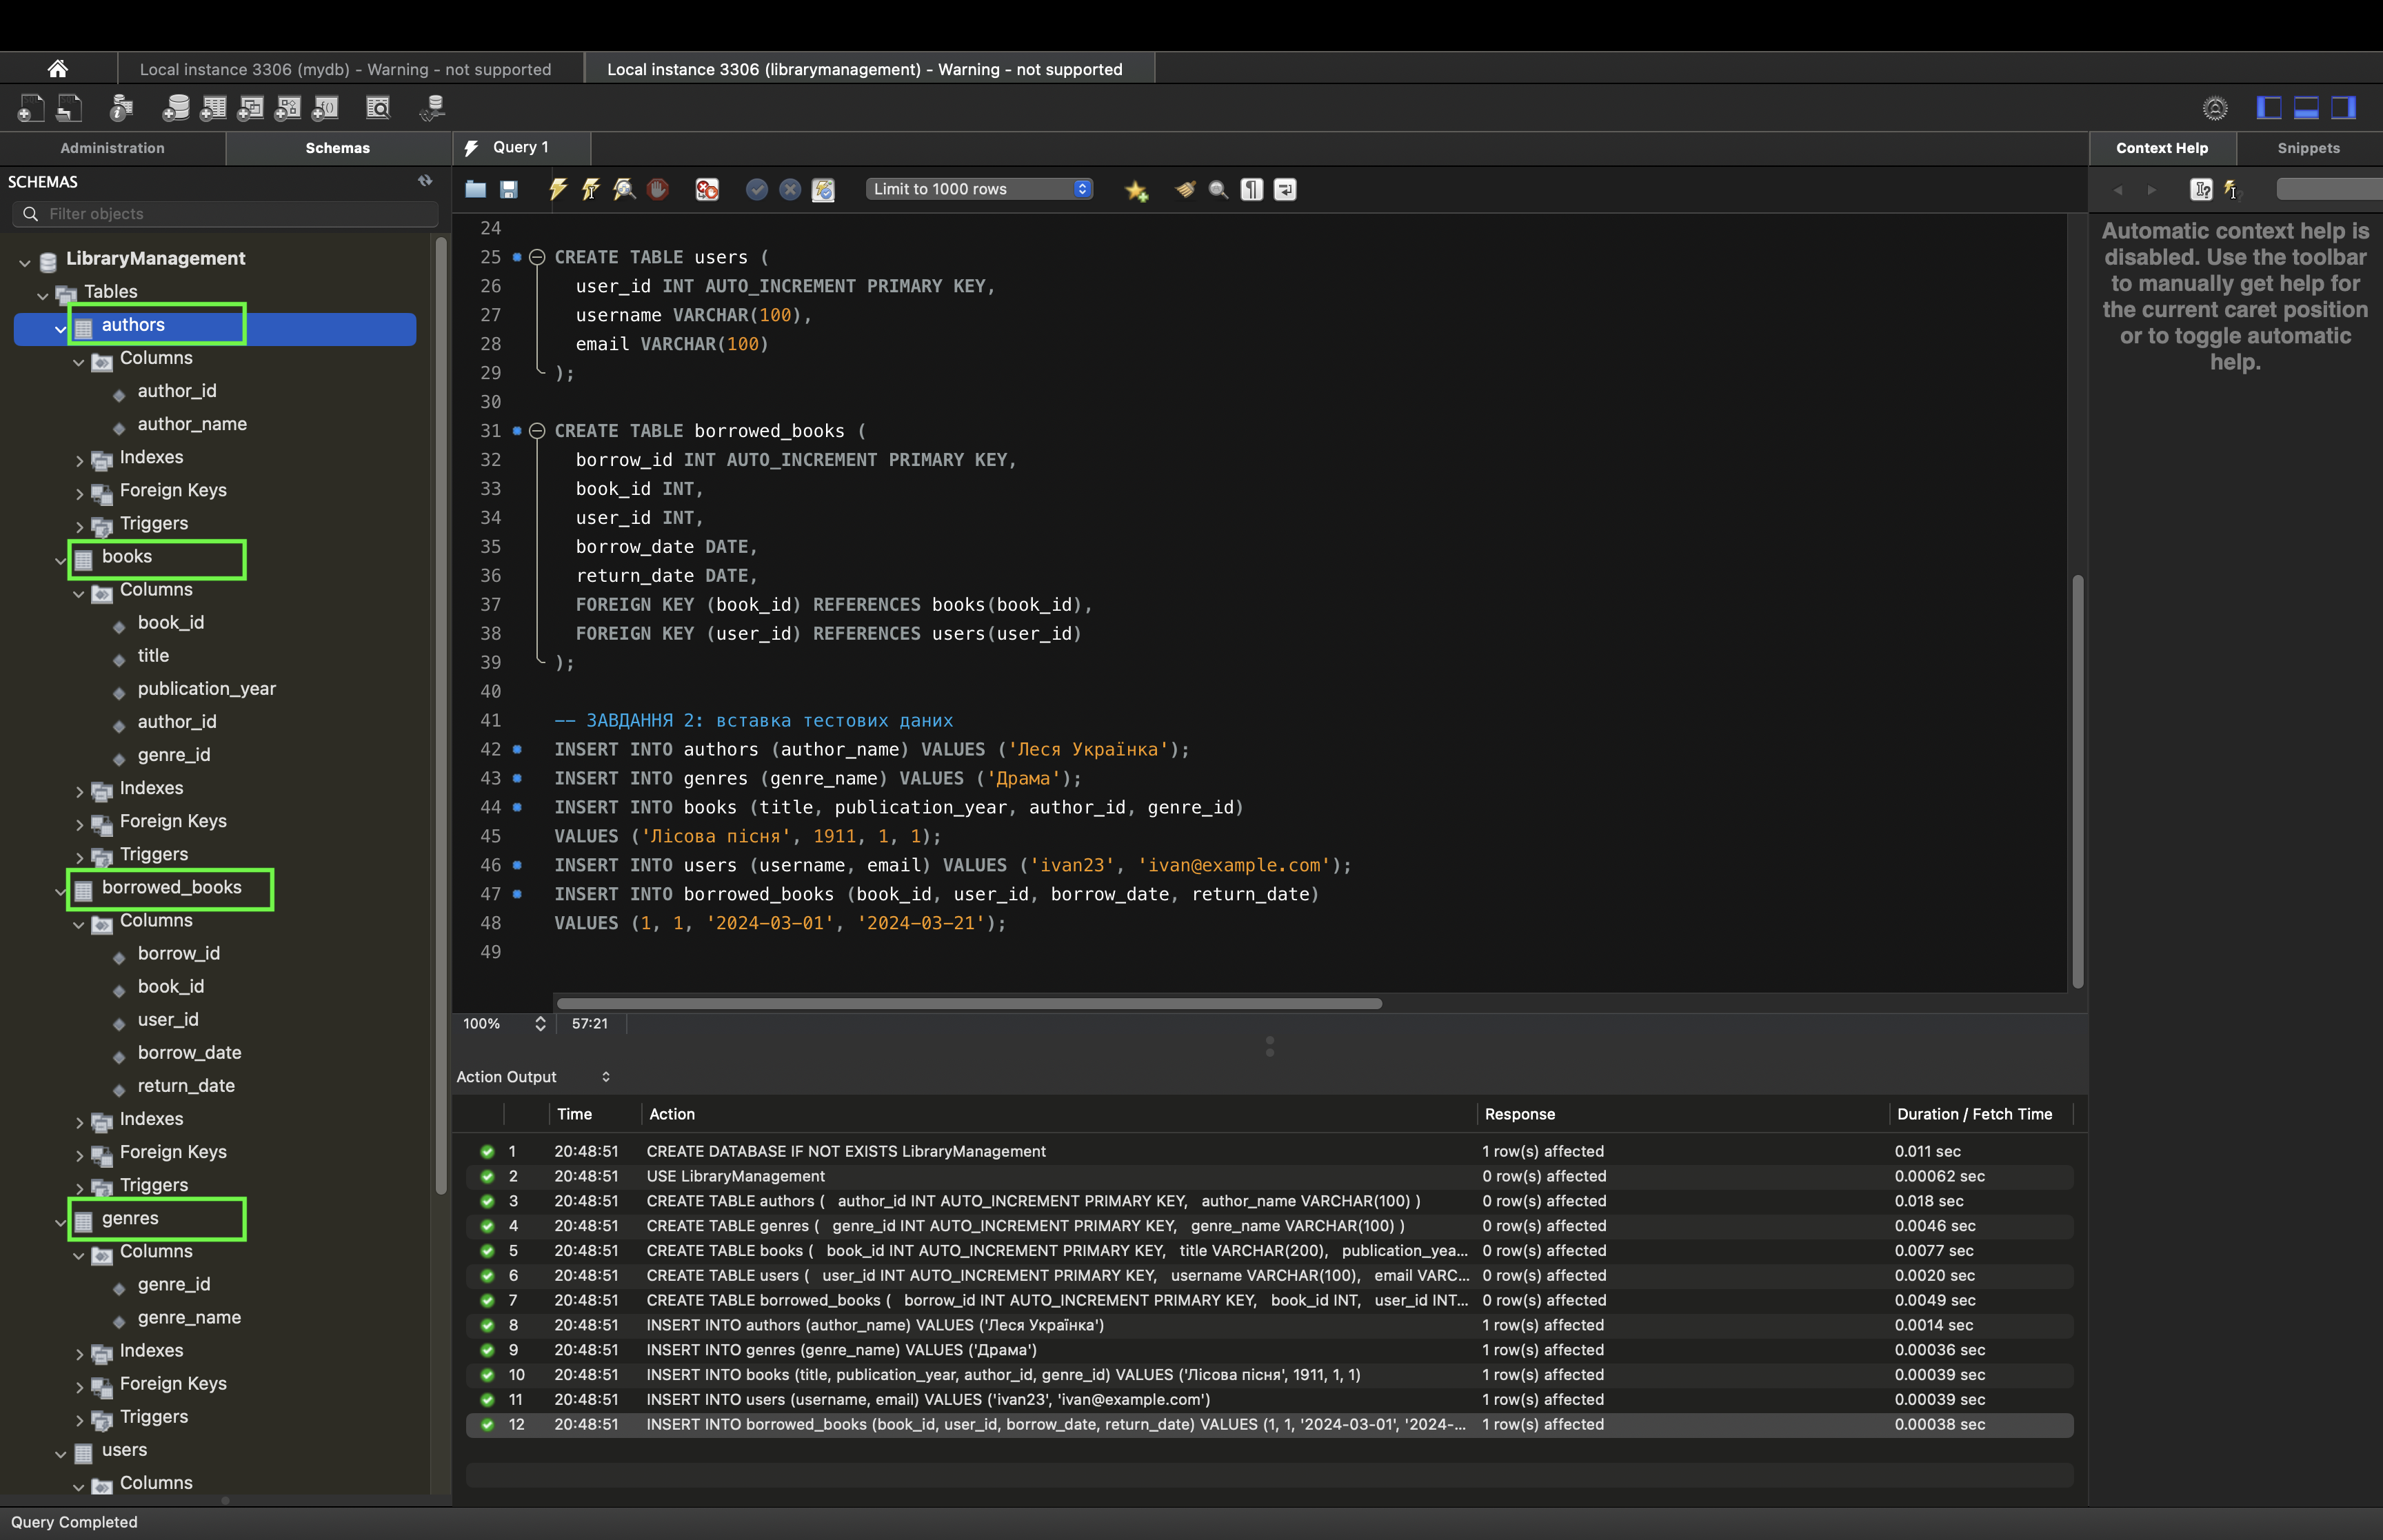 Local instance 3306 (mydb) - Warning - not supported
Local instance 3306 (librarymanagement) - Warning - not supported
Administration
Schemas
Query 1
Context Help
Snippets
SCHEMAS
Filter objects
Limit to 1000 rows
LibraryManagement
Tables
authors
Columns
author_id
author_name
Indexes
Foreign Keys
Triggers
books
Columns
book_id
title
publication_year
author_id
genre_id
Indexes
Foreign Keys
Triggers
borrowed_books
Columns
borrow_id
book_id
user_id
borrow_date
return_date
Indexes
Foreign Keys
Triggers
genres
Columns
genre_id
genre_name
Indexes
Foreign Keys
Triggers
users
Columns
24
25 CREATE TABLE users (
26 user_id INT AUTO_INCREMENT PRIMARY KEY,
27 username VARCHAR(100),
28 email VARCHAR(100)
29 );
30
31 CREATE TABLE borrowed_books (
32 borrow_id INT AUTO_INCREMENT PRIMARY KEY,
33 book_id INT,
34 user_id INT,
35 borrow_date DATE,
36 return_date DATE,
37 FOREIGN KEY (book_id) REFERENCES books(book_id),
38 FOREIGN KEY (user_id) REFERENCES users(user_id)
39 );
40
41 -- ЗАВДАННЯ 2: вставка тестових даних
42 INSERT INTO authors (author_name) VALUES ('Леся Українка');
43 INSERT INTO genres (genre_name) VALUES ('Драма');
44 INSERT INTO books (title, publication_year, author_id, genre_id)
45 VALUES ('Лісова пісня', 1911, 1, 1);
46 INSERT INTO users (username, email) VALUES ('ivan23', 'ivan@example.com');
47 INSERT INTO borrowed_books (book_id, user_id, borrow_date, return_date)
48 VALUES (1, 1, '2024-03-01', '2024-03-21');
49
100% 57:21
Automatic context help is
disabled. Use the toolbar
to manually get help for
the current caret position
or to toggle automatic
help.
Action Output
Time Action Response Duration / Fetch Time
1 20:48:51 CREATE DATABASE IF NOT EXISTS LibraryManagement 1 row(s) affected 0.011 sec
2 20:48:51 USE LibraryManagement 0 row(s) affected 0.00062 sec
3 20:48:51 CREATE TABLE authors ( author_id INT AUTO_INCREMENT PRIMARY KEY, author_name VARCHAR(100) ) 0 row(s) affected 0.018 sec
4 20:48:51 CREATE TABLE genres ( genre_id INT AUTO_INCREMENT PRIMARY KEY, genre_name VARCHAR(100) ) 0 row(s) affected 0.0046 sec
5 20:48:51 CREATE TABLE books ( book_id INT AUTO_INCREMENT PRIMARY KEY, title VARCHAR(200), publication_yea... 0 row(s) affected 0.0077 sec
6 20:48:51 CREATE TABLE users ( user_id INT AUTO_INCREMENT PRIMARY KEY, username VARCHAR(100), email VARC... 0 row(s) affected 0.0020 sec
7 20:48:51 CREATE TABLE borrowed_books ( borrow_id INT AUTO_INCREMENT PRIMARY KEY, book_id INT, user_id INT... 0 row(s) affected 0.0049 sec
8 20:48:51 INSERT INTO authors (author_name) VALUES ('Леся Українка') 1 row(s) affected 0.0014 sec
9 20:48:51 INSERT INTO genres (genre_name) VALUES ('Драма') 1 row(s) affected 0.00036 sec
10 20:48:51 INSERT INTO books (title, publication_year, author_id, genre_id) VALUES ('Лісова пісня', 1911, 1, 1) 1 row(s) affected 0.00039 sec
11 20:48:51 INSERT INTO users (username, email) VALUES ('ivan23', 'ivan@example.com') 1 row(s) affected 0.00039 sec
12 20:48:51 INSERT INTO borrowed_books (book_id, user_id, borrow_date, return_date) VALUES (1, 1, '2024-03-01', '2024-... 1 row(s) affected 0.00038 sec
Query Completed